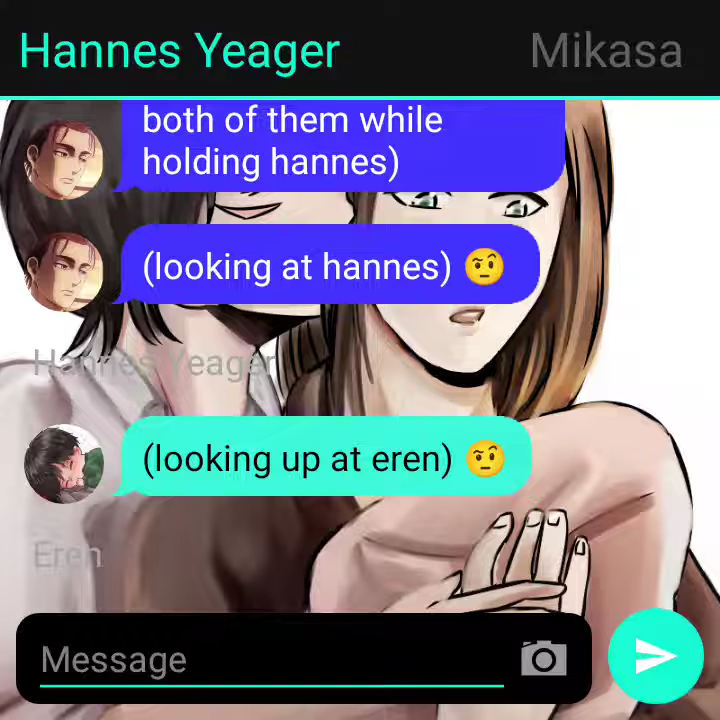 Hannes Yeager Mikasa
both of them while
holding hannes)
(looking at hannes) 🤨
Hannes Yeager
(looking up at eren) 🤨
Eren
Message